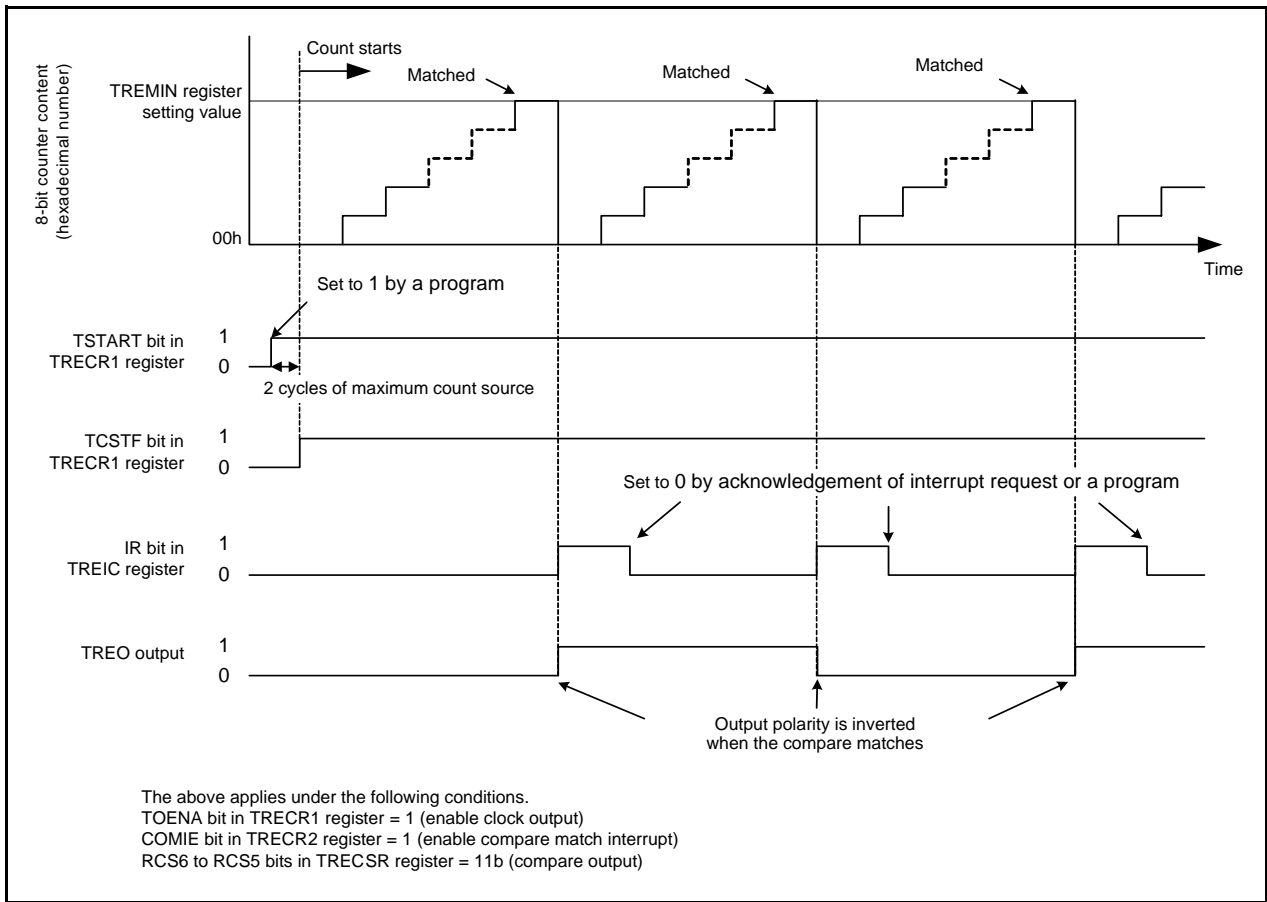 8-bit counter content
(hexadecimal number)
Count starts
Matched
Matched
Matched
TREMIN register
setting value
00h
Time
Set to 1 by a program
TSTART bit in
TRECR1 register
1
0
2 cycles of maximum count source
TCSTF bit in
TRECR1 register
1
0
Set to 0 by acknowledgement of interrupt request or a program
IR bit in
TREIC register
1
0
TREO output
1
0
Output polarity is inverted
when the compare matches
The above applies under the following conditions.
TOENA bit in TRECR1 register = 1 (enable clock output)
COMIE bit in TRECR2 register = 1 (enable compare match interrupt)
RCS6 to RCS5 bits in TRECSR register = 11b (compare output)